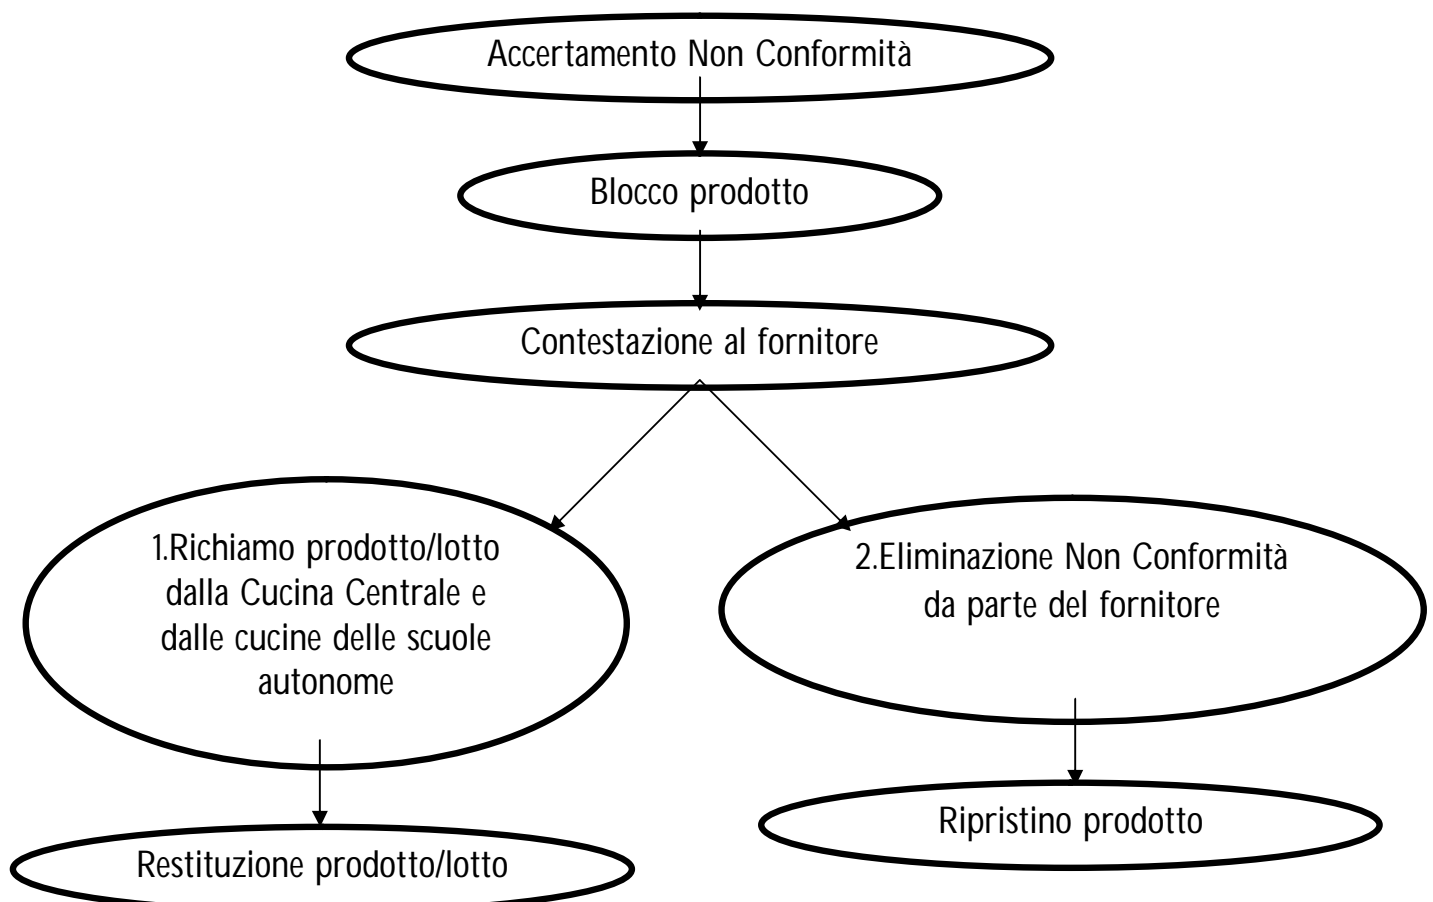 Accertamento Non Conformità
Blocco prodotto
Contestazione al fornitore
1.Richiamo prodotto/lotto
dalla Cucina Centrale e
dalle cucine delle scuole
autonome
2.Eliminazione Non Conformità
da parte del fornitore
Ripristino prodotto
Restituzione prodotto/lotto